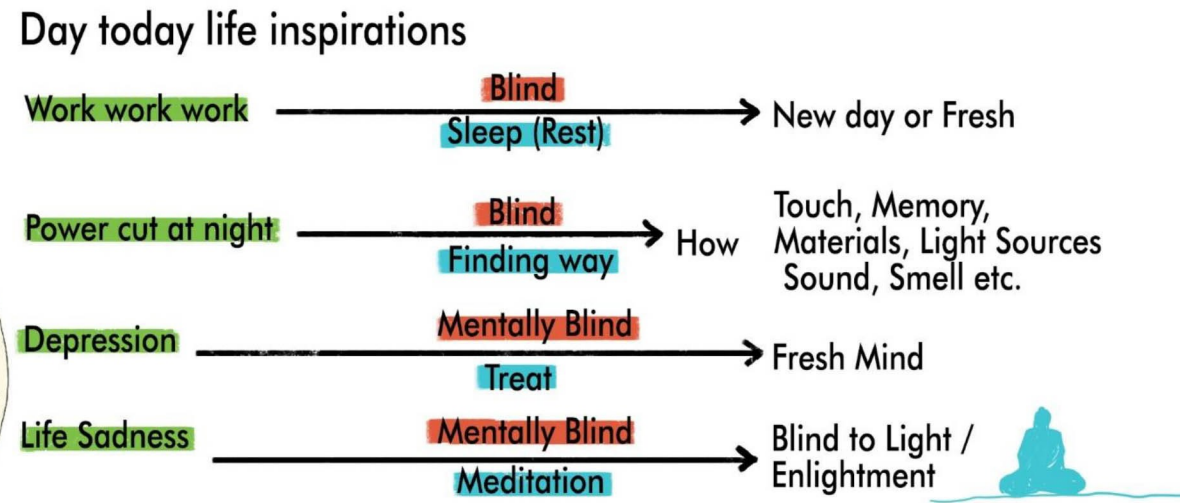 Day today life inspirations
Blind
Work work work
New day or Fresh
Sleep (Rest)
Blind
Power cut at night
Finding way
How
Touch, Memory,
Materials, Light Sources
Sound, Smell etc.
Mentally Blind
Depression
Fresh Mind
Treat
Mentally Blind
Life Sadness
Meditation
Blind to Light /
Enlightment